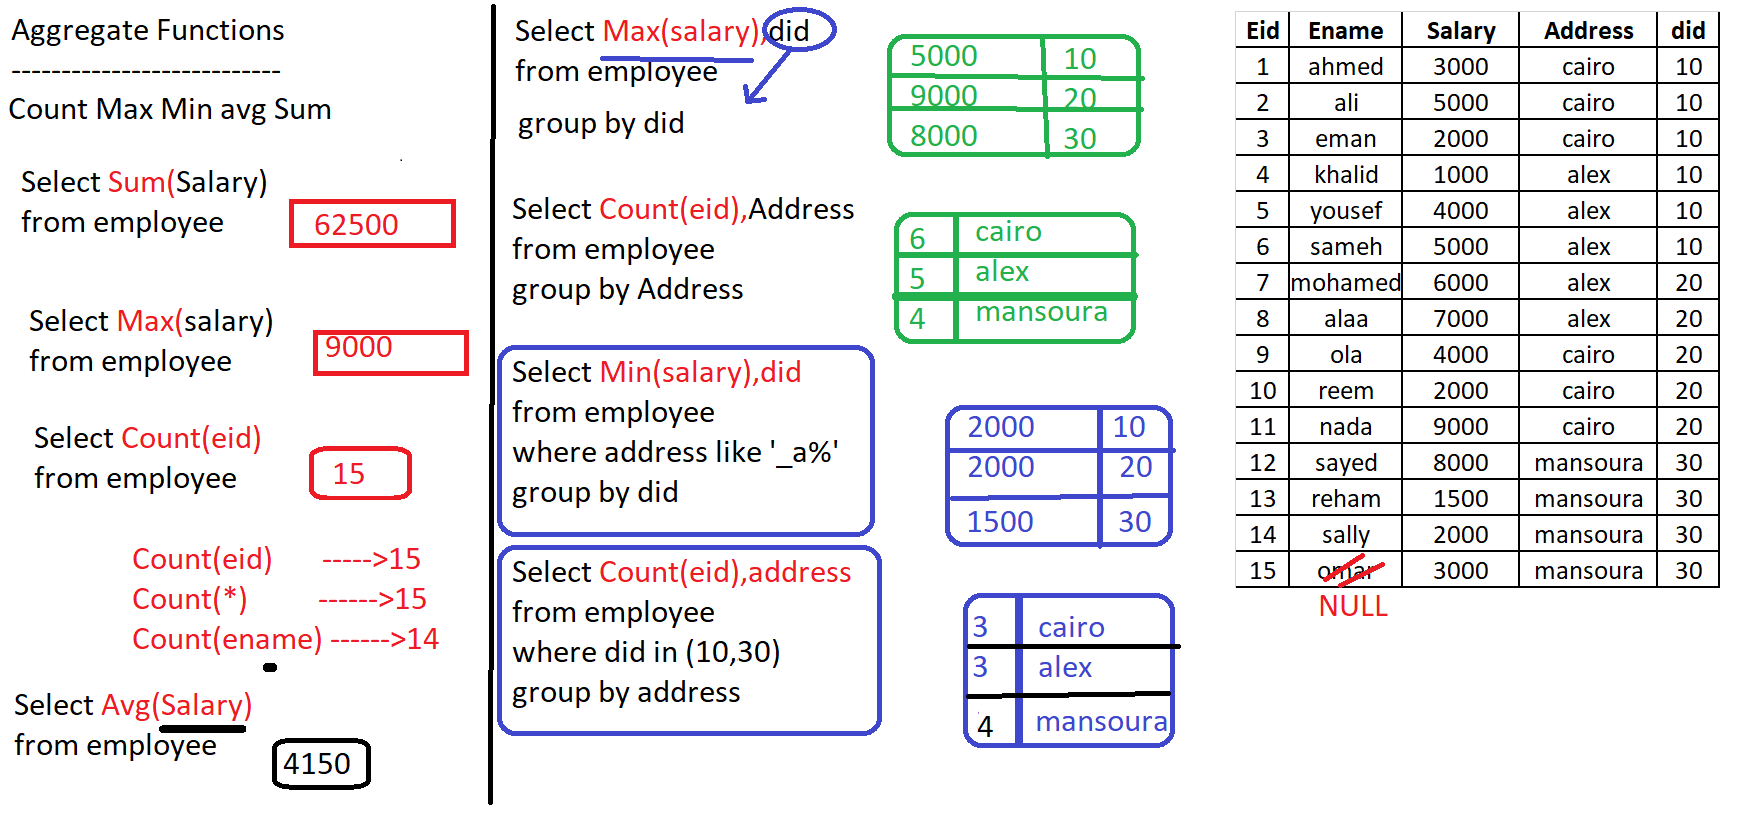 Aggregate Functions
---------------------------
Count Max Min avg Sum
Select Sum(Salary)
from employee
62500
Select Max(salary)
from employee
9000
Select Count(eid)
from employee
15
Count(eid) ----->15
Count(*) ------>15
Count(ename) ------>14
Select Avg(Salary)
from employee
4150
Select Max(salary),did
from employee
group by did
5000 10
9000 20
8000 30
Select Count(eid),Address
from employee
group by Address
6 cairo
5 alex
4 mansoura
Select Min(salary),did
from employee
where address like '_a%'
group by did
2000 10
2000 20
1500 30
Select Count(eid),address
from employee
where did in (10,30)
group by address
3 cairo
3 alex
4 mansoura
Eid Ename Salary Address did
1 ahmed 3000 cairo 10
2 ali 5000 cairo 10
3 eman 2000 cairo 10
4 khalid 1000 alex 10
5 yousef 4000 alex 10
6 sameh 5000 alex 10
7 mohamed 6000 alex 20
8 alaa 7000 alex 20
9 ola 4000 cairo 20
10 reem 2000 cairo 20
11 nada 9000 cairo 20
12 sayed 8000 mansoura 30
13 reham 1500 mansoura 30
14 sally 2000 mansoura 30
15 omar 3000 mansoura 30
NULL